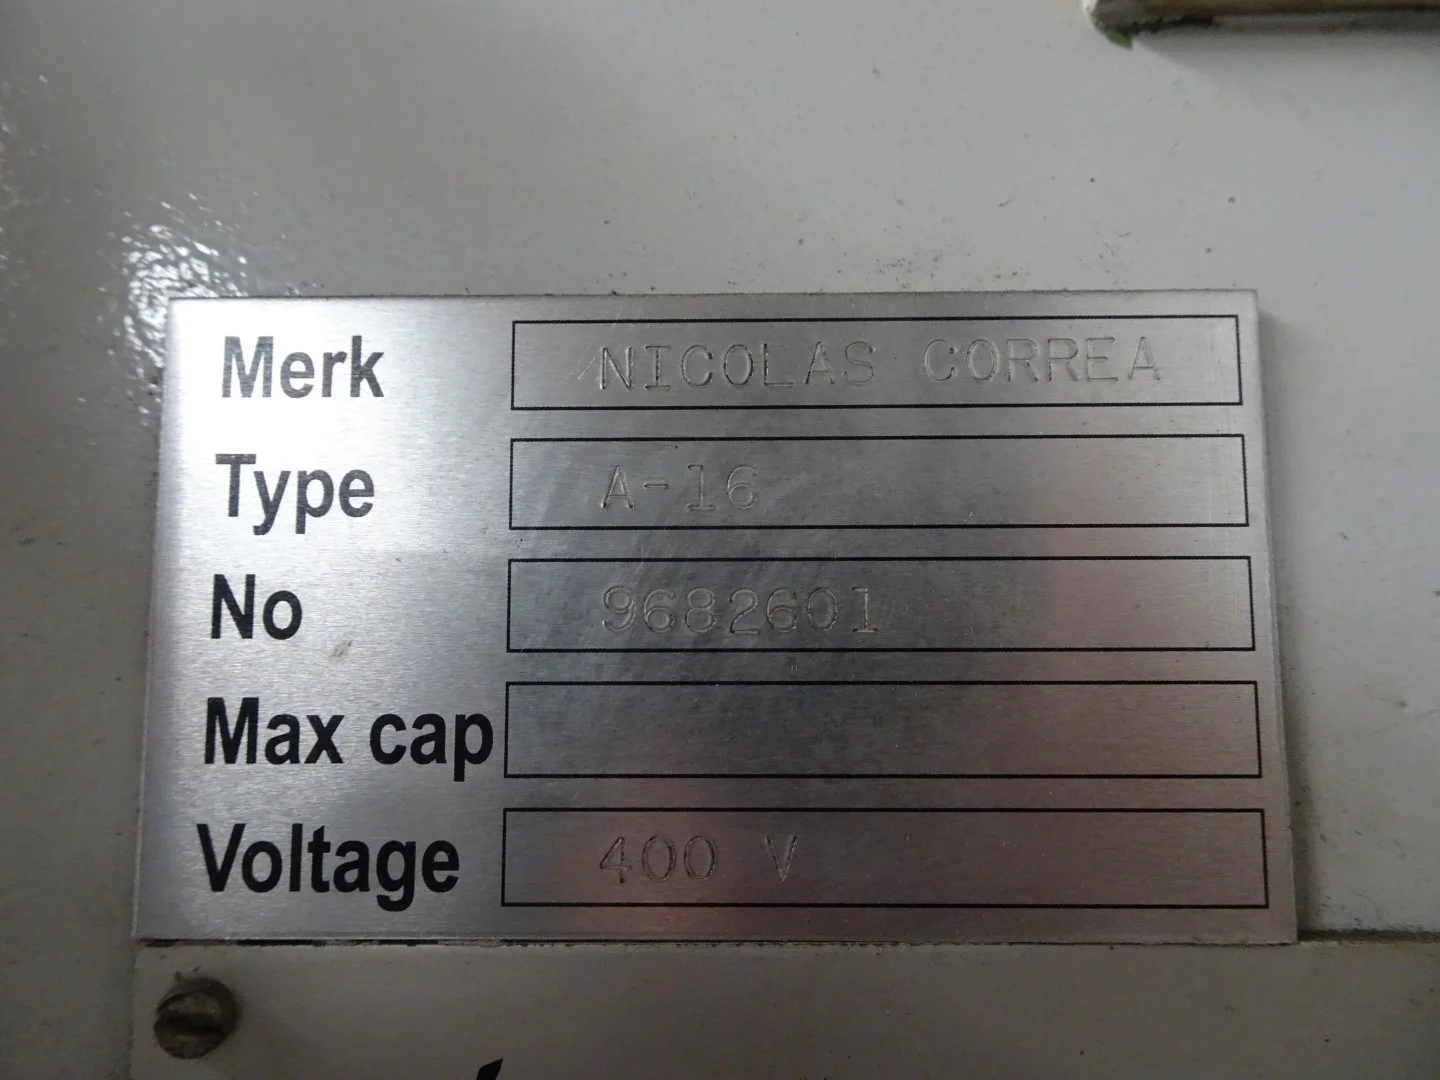 Merk NICOLAS CORREA
Type A-16
No 9682601
Max cap
Voltage 400 V